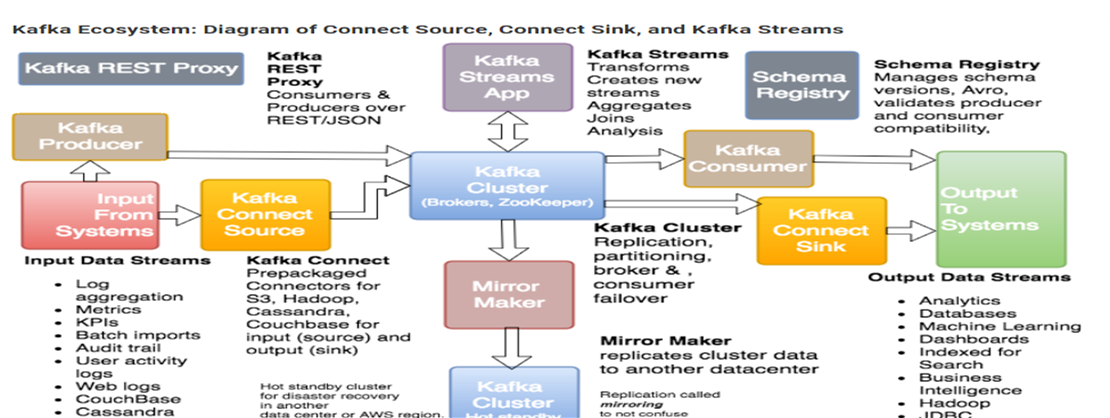 Kafka Ecosystem: Diagram of Connect Source, Connect Sink, and Kafka Streams
Kafka REST Proxy
Kafka
REST
Proxy
Consumers &
Producers over
REST/JSON
Kafka
Streams
App
Kafka Streams
Transforms
Creates new
streams
Aggregates
Joins
Analysis
Schema
Registry
Schema Registry
Manages schema
versions, Avro,
validates producer
and consumer
compatibility,
Kafka
Producer
Kafka
Cluster
(Brokers, ZooKeeper)
Kafka
Consumer
Input
From
Systems
Kafka
Connect
Source
Kafka
Connect
Sink
Output
To
Systems
Input Data Streams
• Log
aggregation
• Metrics
• KPIs
• Batch imports
• Audit trail
• User activity
logs
• Web logs
• CouchBase
• Cassandra
Kafka Connect
Prepackaged
Connectors for
S3, Hadoop,
Cassandra,
Couchbase for
input (source) and
output (sink)
Hot standby cluster
for disaster recovery
in another
data center or AWS region.
Mirror
Maker
Kafka
Cluster
Hot standby
Kafka Cluster
Replication,
partitioning,
broker & ,
consumer
failover
Mirror Maker
replicates cluster data
to another datacenter
Replication called
mirroring
to not confuse
Output Data Streams
• Analytics
• Databases
• Machine Learning
• Dashboards
• Indexed for
Search
• Business
Intelligence
• Hadoop
• JDBC